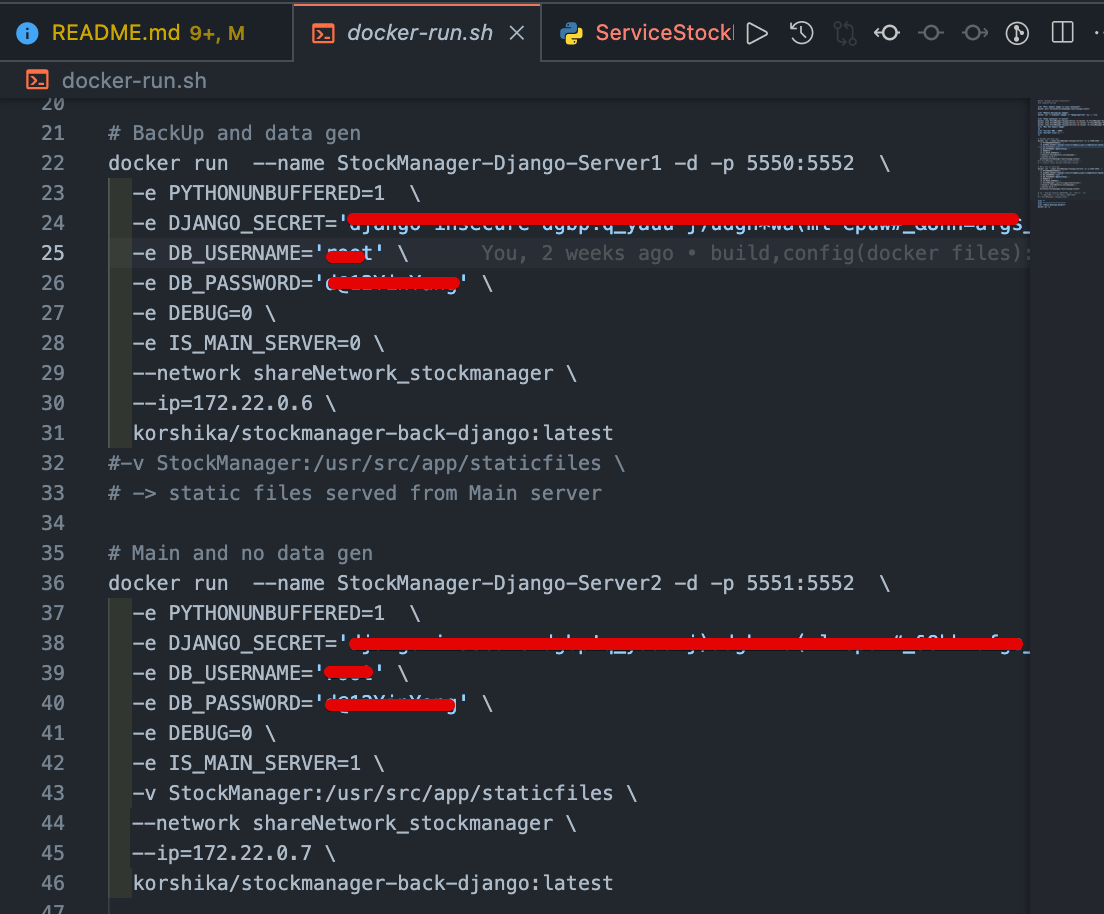 README.md 9+, M
docker-run.sh
ServiceStock
docker-run.sh
20
21 # BackUp and data gen
22 docker run --name StockManager-Django-Server1 -d -p 5550:5552 \
23 -e PYTHONUNBUFFERED=1 \
24 -e DJANGO_SECRET='
25 -e DB_USERNAME=' ' \ You, 2 weeks ago • build,config(docker files):
26 -e DB_PASSWORD=' ' \
27 -e DEBUG=0 \
28 -e IS_MAIN_SERVER=0 \
29 --network shareNetwork_stockmanager \
30 --ip=172.22.0.6 \
31 korshika/stockmanager-back-django:latest
32 #-v StockManager:/usr/src/app/staticfiles \
33 # -> static files served from Main server
34
35 # Main and no data gen
36 docker run --name StockManager-Django-Server2 -d -p 5551:5552 \
37 -e PYTHONUNBUFFERED=1 \
38 -e DJANGO_SECRET='
39 -e DB_USERNAME=' ' \
40 -e DB_PASSWORD=' ' \
41 -e DEBUG=0 \
42 -e IS_MAIN_SERVER=1 \
43 -v StockManager:/usr/src/app/staticfiles \
44 --network shareNetwork_stockmanager \
45 --ip=172.22.0.7 \
46 korshika/stockmanager-back-django:latest
47